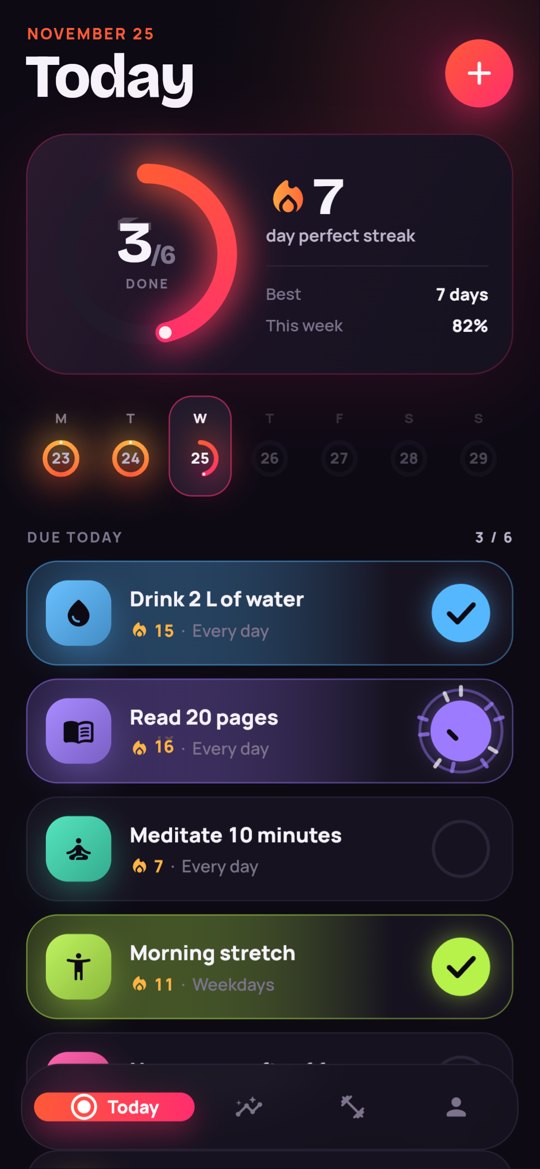 NOVEMBER 25
Today
3/6
DONE
7
day perfect streak
Best 7 days
This week 82%
M T W T F S S
23 24 25 26 27 28 29
DUE TODAY 3 / 6
Drink 2 L of water
15 · Every day
Read 20 pages
16 · Every day
Meditate 10 minutes
7 · Every day
Morning stretch
11 · Weekdays
Today